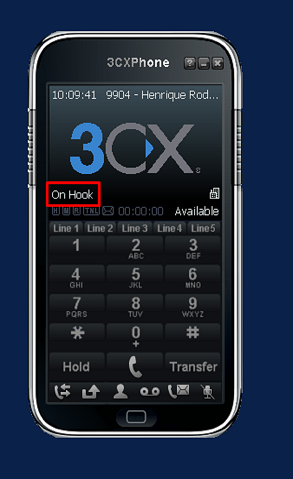 3CXPhone
10:09:41 9904 - Henrique Rod...
3CX
On Hook
00:00:00 Available
Line 1 Line 2 Line 3 Line 4 Line 5
1 2 3
ABC DEF
4 5 6
GHI JKL MNO
7 8 9
PQRS TUV WXYZ
* 0 #
+
Hold Transfer